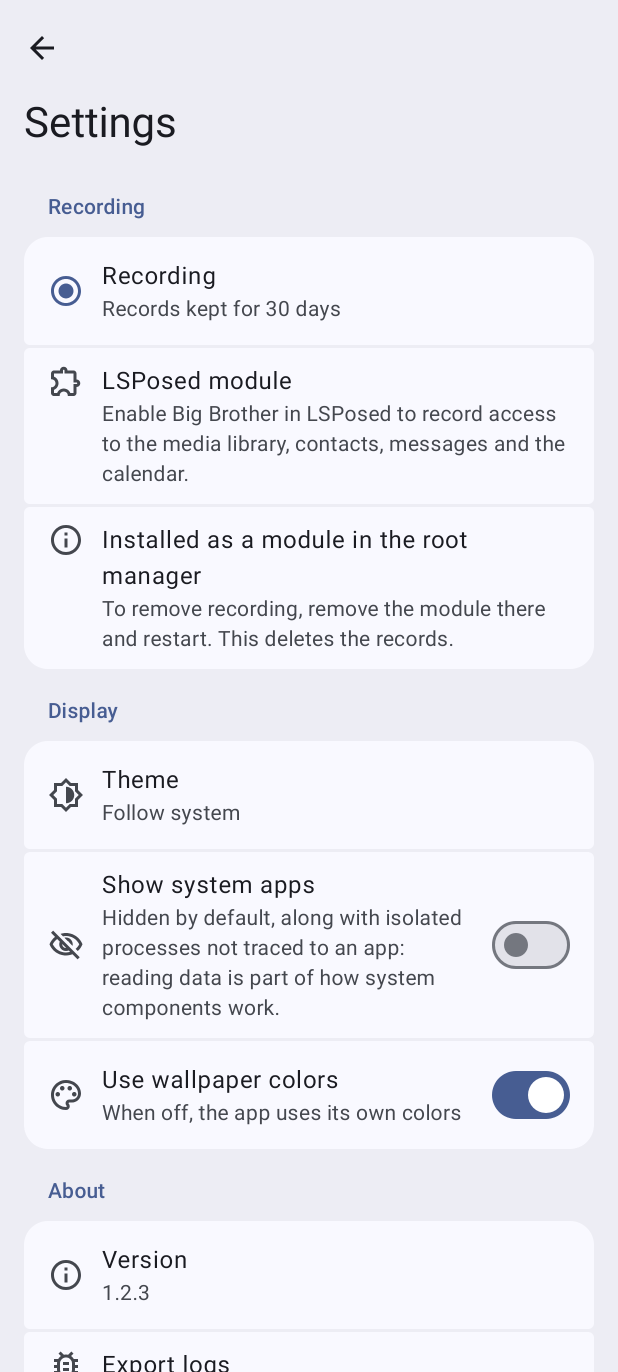 Settings
Recording
Recording
Records kept for 30 days
LSPosed module
Enable Big Brother in LSPosed to record access
to the media library, contacts, messages and the
calendar.
Installed as a module in the root
manager
To remove recording, remove the module there
and restart. This deletes the records.
Display
Theme
Follow system
Show system apps
Hidden by default, along with isolated
processes not traced to an app:
reading data is part of how system
components work.
Use wallpaper colors
When off, the app uses its own colors
About
Version
1.2.3
Export logs